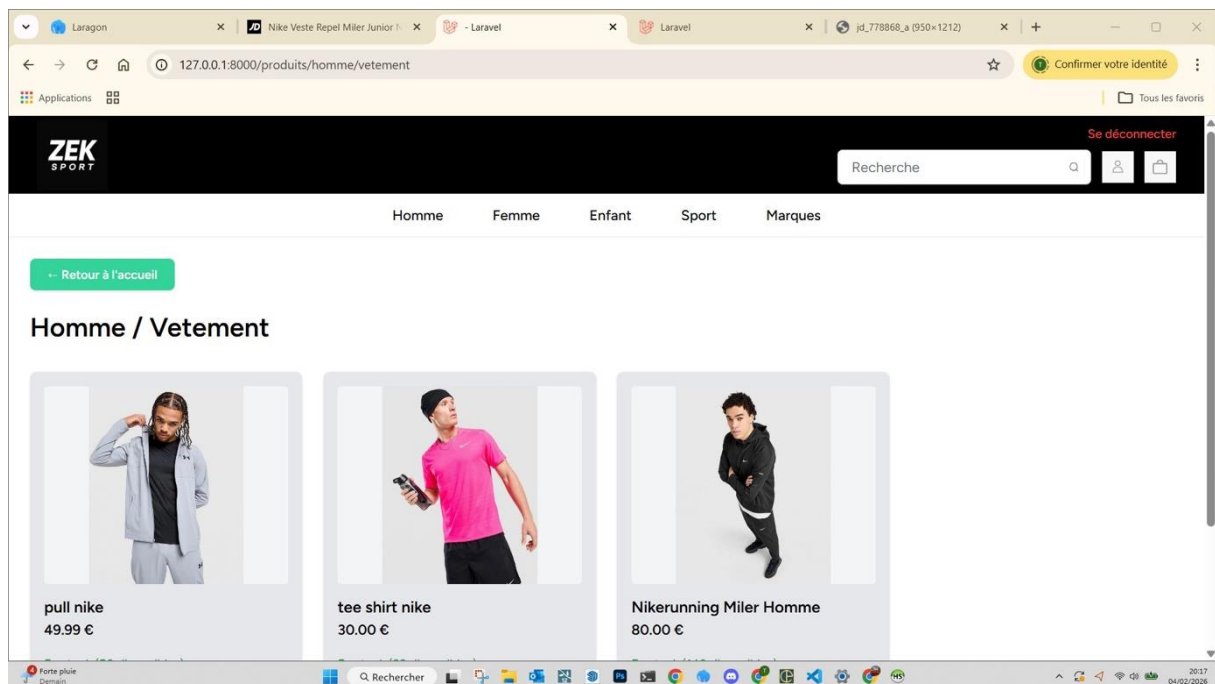 Laragon
Nike Veste Repel Miler Junior
- Laravel
Laravel
jd_778868_a (950×1212)
127.0.0.1:8000/produits/homme/vetement
Confirmer votre identité
Applications
Tous les favoris
ZEK
SPORT
Se déconnecter
Recherche
Homme Femme Enfant Sport Marques
← Retour à l'accueil
Homme / Vetement
pull nike
49.99 €
tee shirt nike
30.00 €
Nikerunning Miler Homme
80.00 €
4
Forte pluie
Demain
Rechercher
20:17
04/02/2026